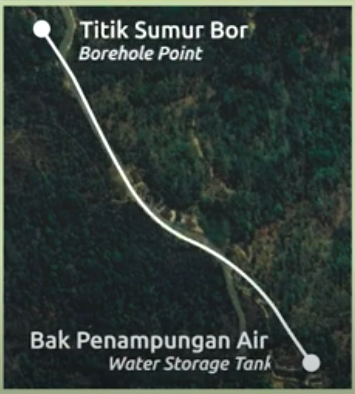 Titik Sumur Bor
Borehole Point
Bak Penampungan Air
Water Storage Tank